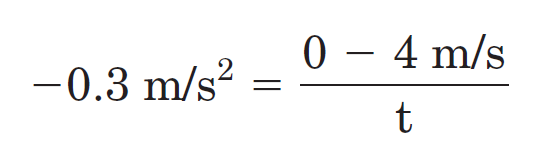 −0.3 m/s² = (0 − 4 m/s) / t